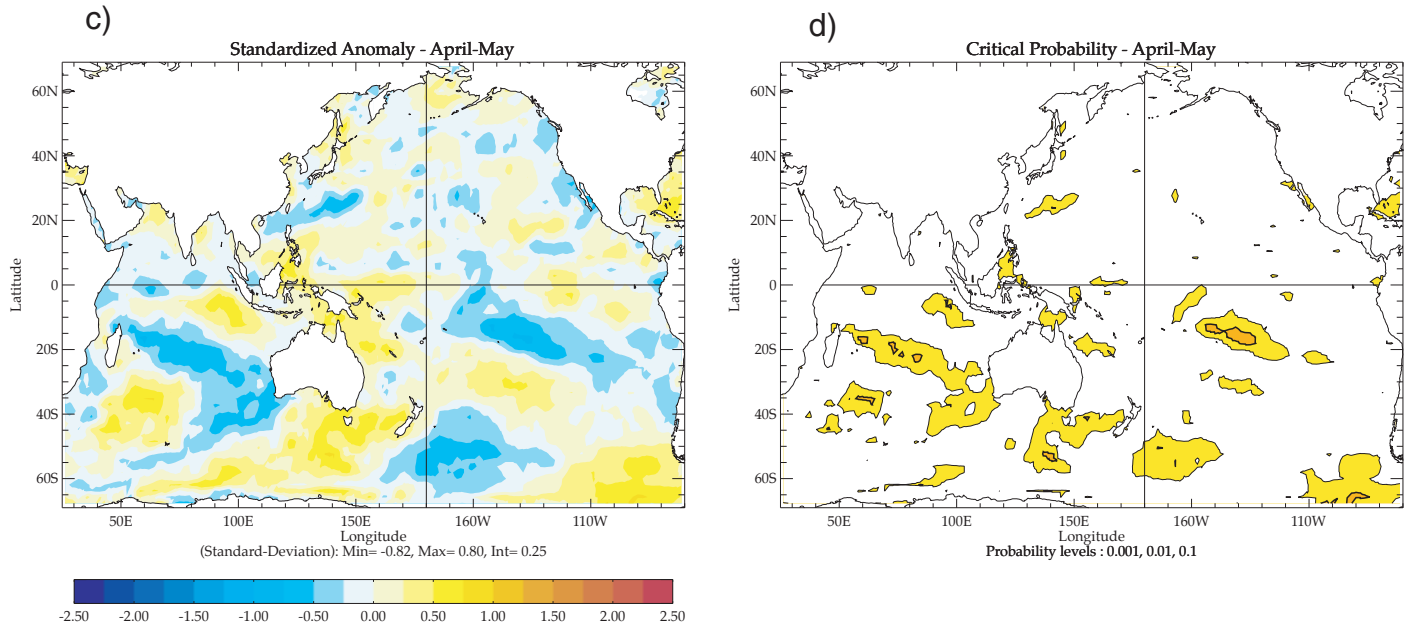 c)
Standardized Anomaly - April-May
60N
40N
20N
0
20S
40S
60S
Latitude
50E 100E 150E 160W 110W
Longitude
(Standard-Deviation): Min= -0.82, Max= 0.80, Int= 0.25
-2.50 -2.00 -1.50 -1.00 -0.50 0.00 0.50 1.00 1.50 2.00 2.50
d)
Critical Probability - April-May
60N
40N
20N
0
20S
40S
60S
Latitude
50E 100E 150E 160W 110W
Longitude
Probability levels : 0.001, 0.01, 0.1